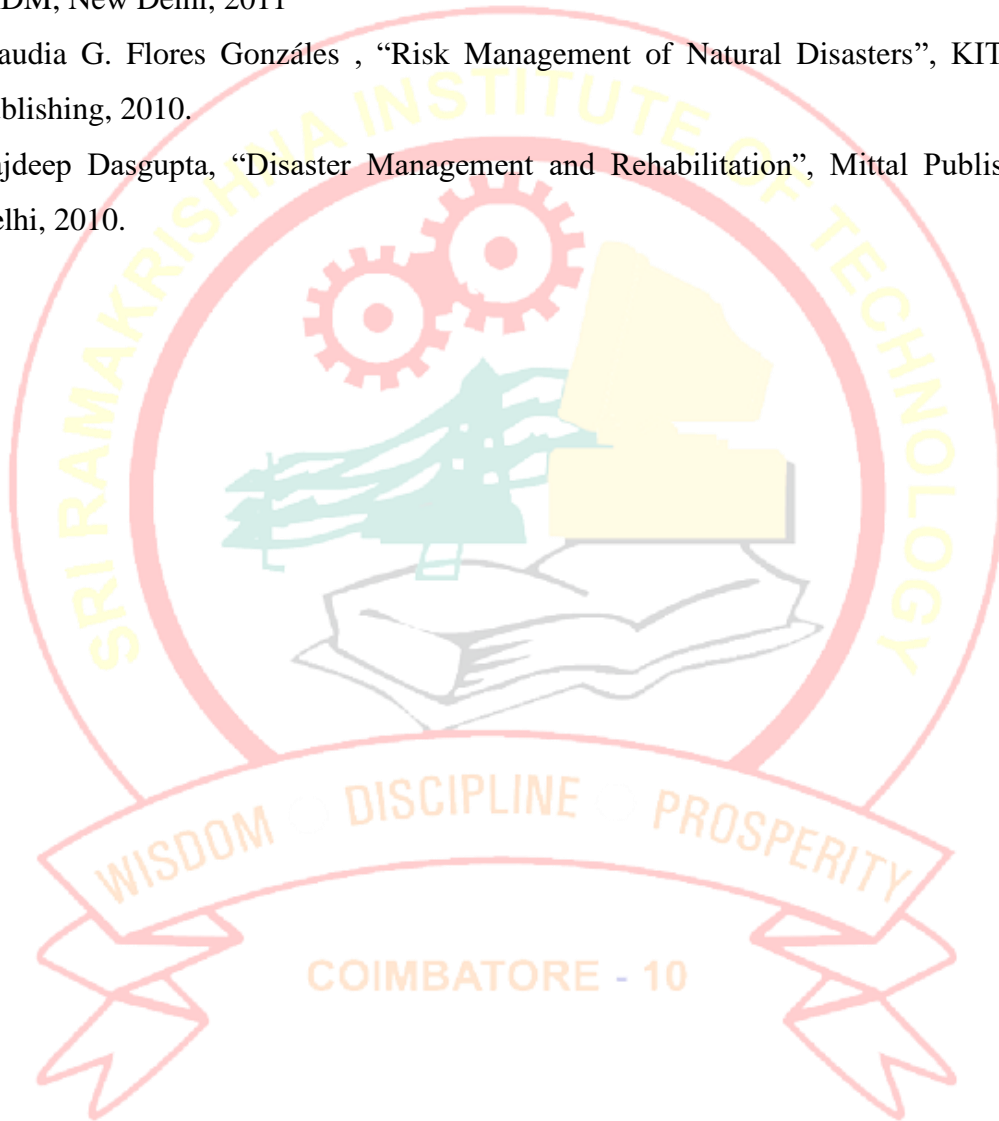 DM, New Delhi, 2011
audia G. Flores Gonzáles , “Risk Management of Natural Disasters”, KIT
blishing, 2010.
ajdeep Dasgupta, “Disaster Management and Rehabilitation”, Mittal Publis
elhi, 2010.
SRI RAMAKRISHNA INSTITUTE OF TECHNOLOGY
WISDOM DISCIPLINE PROSPERITY
COIMBATORE - 10